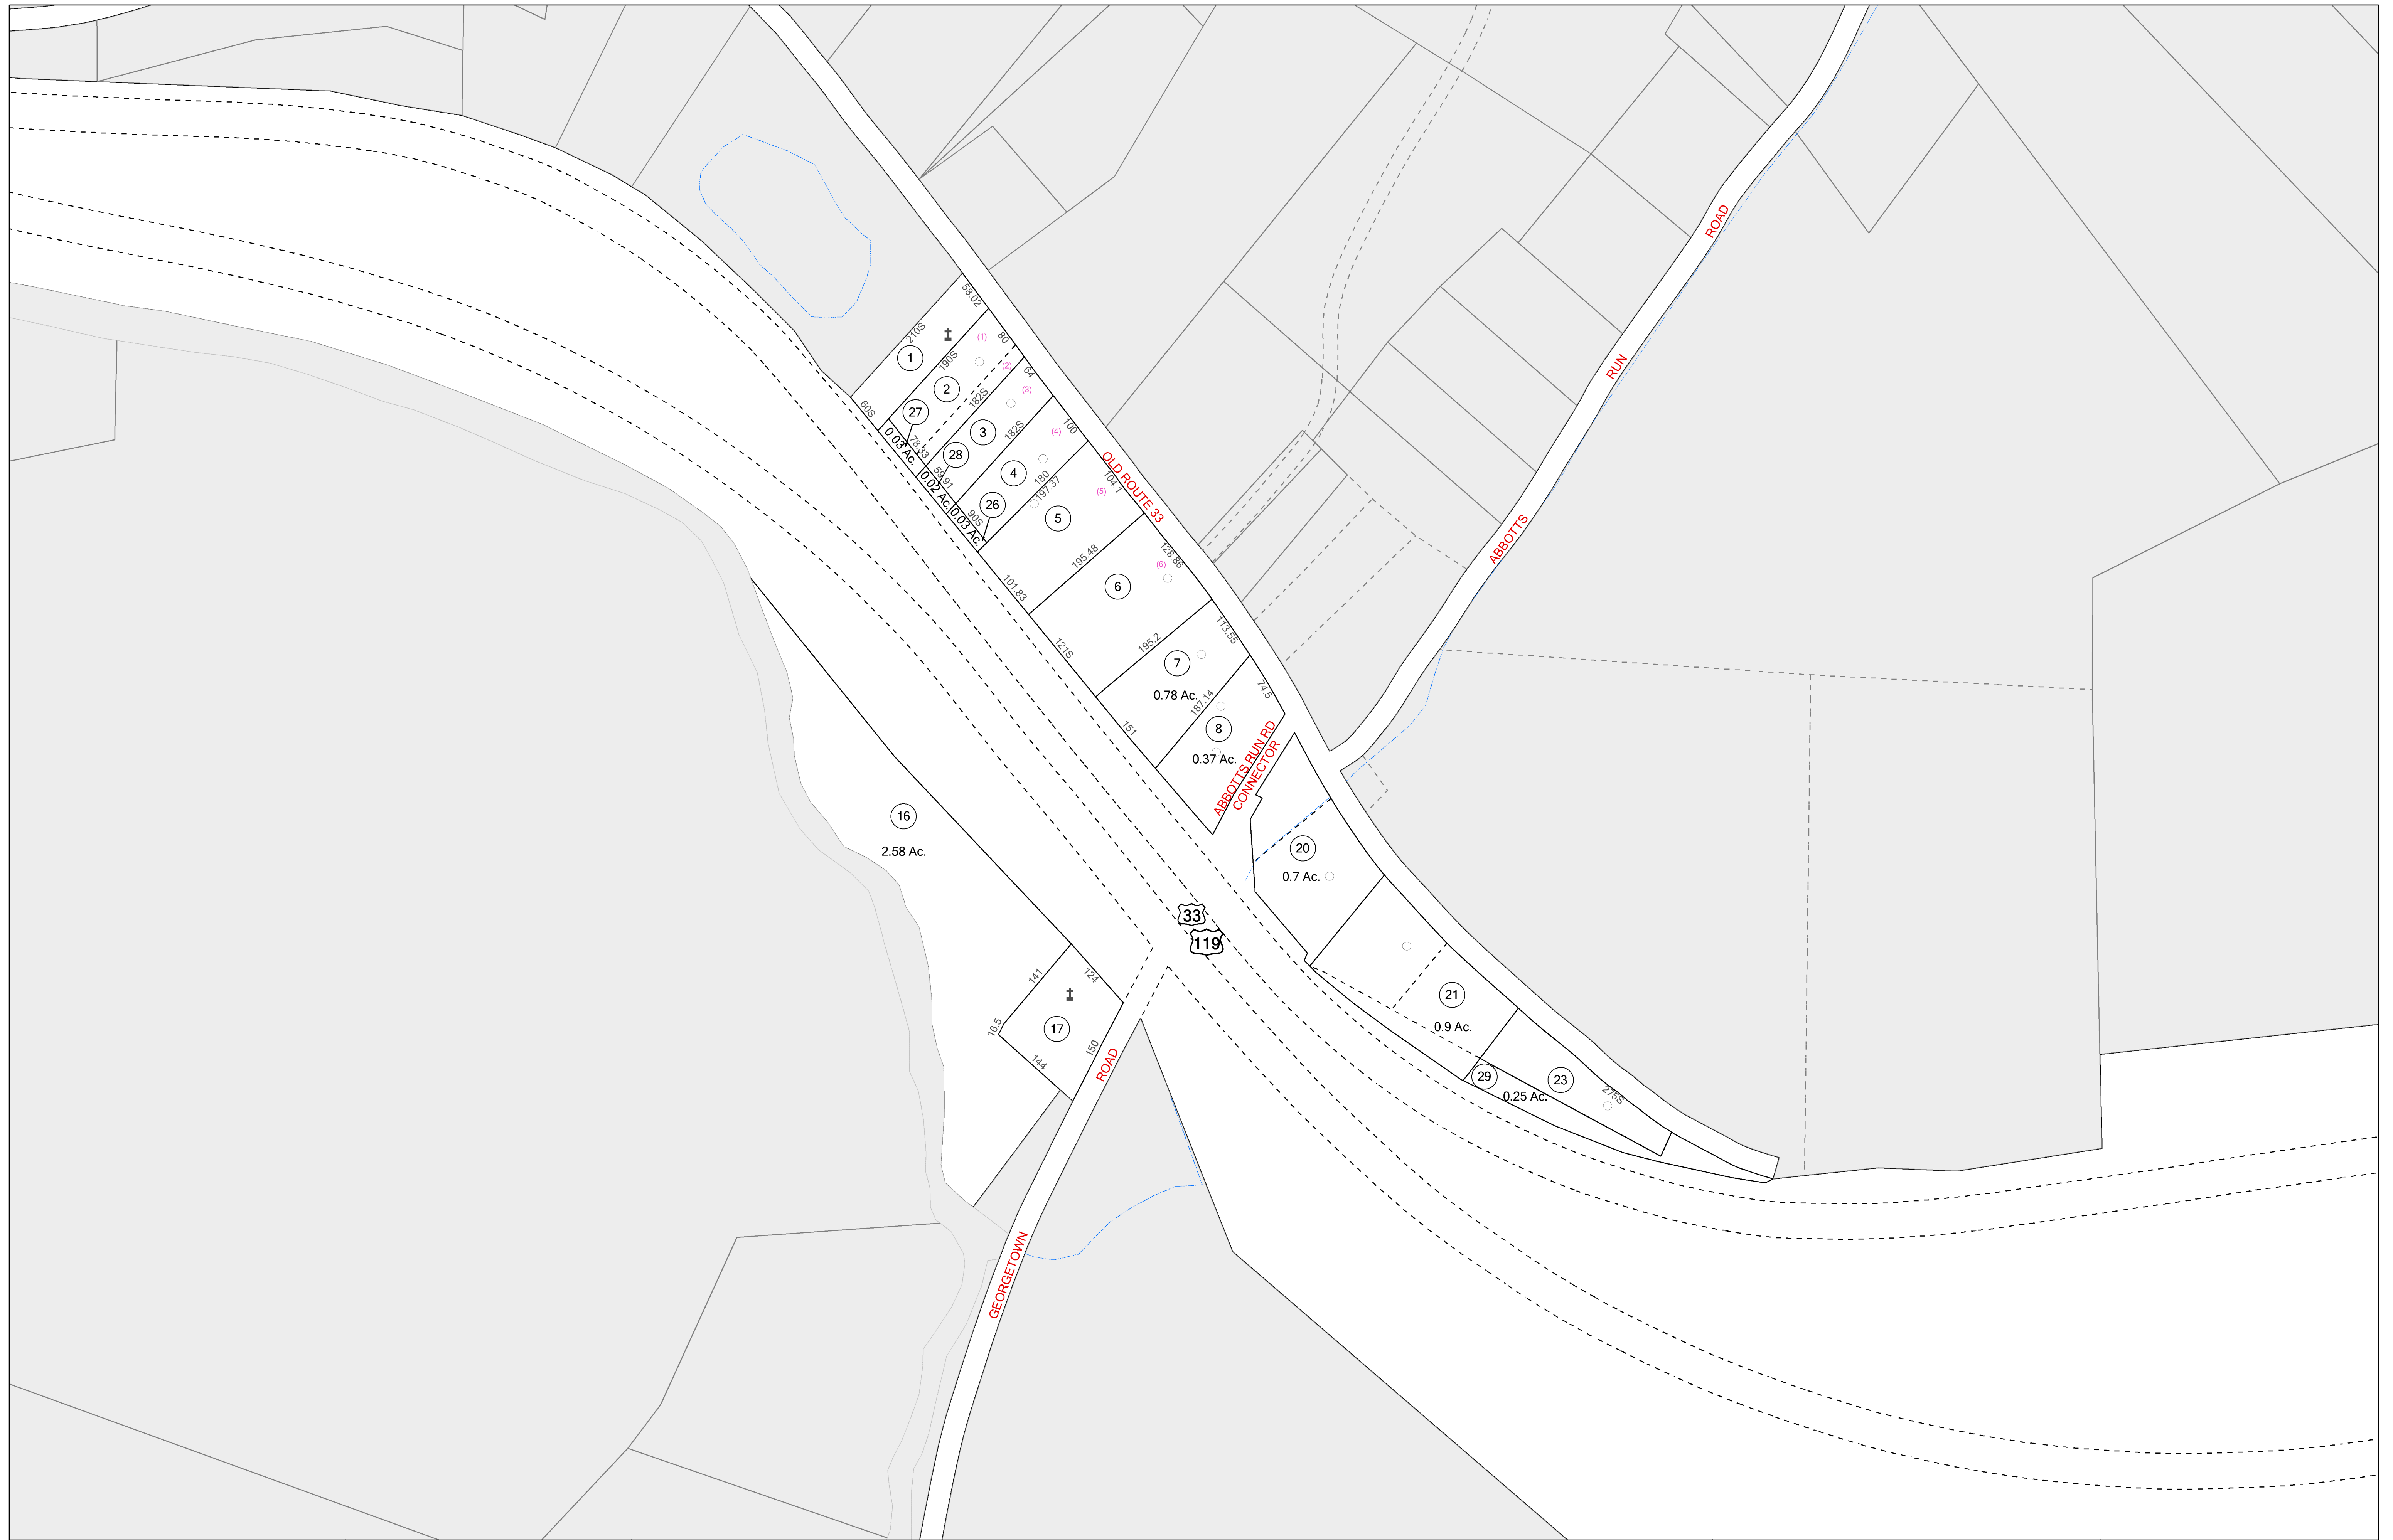 ROAD
RUN
ABBOTTS
OLD ROUTE 33
58.02
210S
1
(1)
80
190S
2
(2)
64
(3)
60S
27
182S
0.03 Ac.
78.33
3
182S
(4)
100
28
59.91
0.02 Ac.
4
180
197.37
104.1
(5)
26
90S
0.03 Ac.
5
195.48
128.86
(6)
6
101.83
121S
195.2
113.55
7
0.78 Ac.
187.14
74.5
151
8
0.37 Ac.
ABBOTTS RUN RD
CONNECTOR
16
2.58 Ac.
20
0.7 Ac.
33
119
141
124
16.5
17
144
150
ROAD
21
0.9 Ac.
29
0.25 Ac.
23
275S
GEORGETOWN